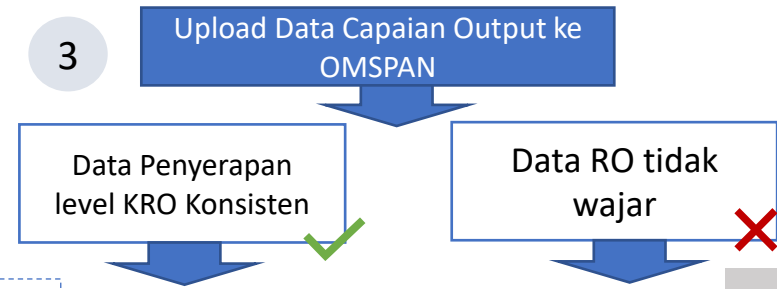 3
Upload Data Capaian Output ke
OMSPAN
Data Penyerapan
level KRO Konsisten
Data RO tidak
wajar